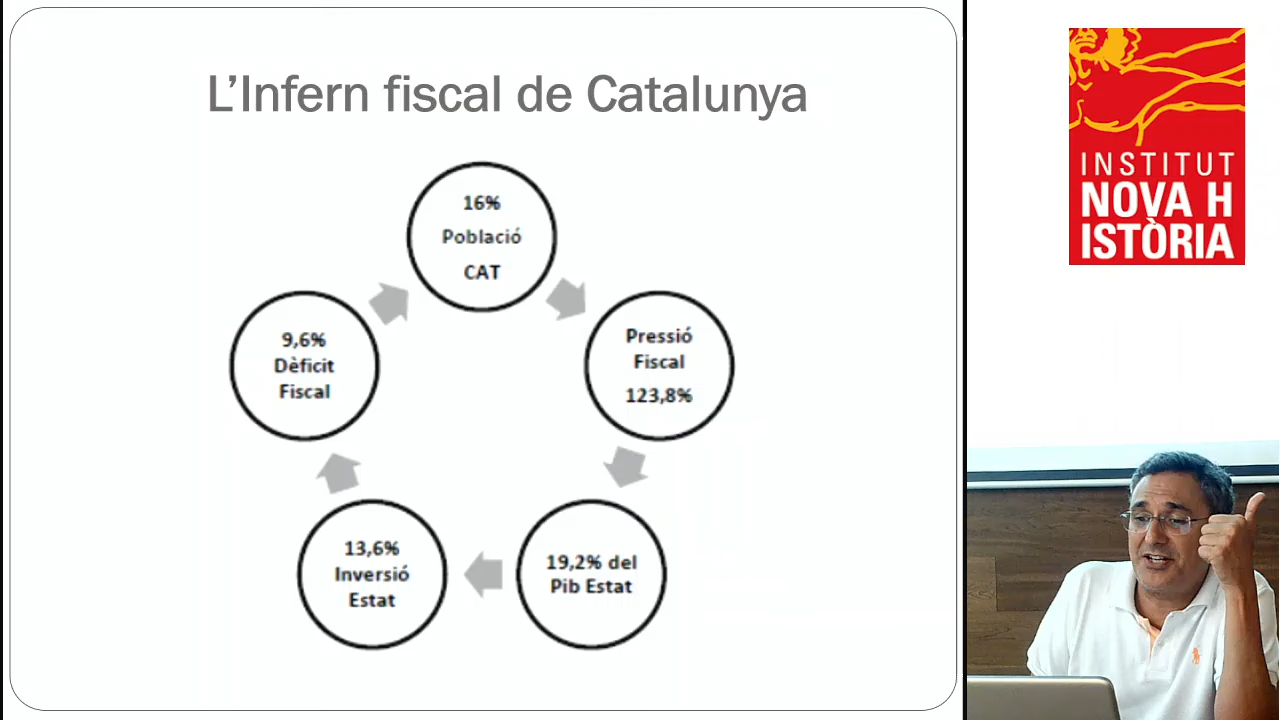 L’Infern fiscal de Catalunya
16%
Població
CAT
Pressió
Fiscal
123,8%
19,2% del
Pib Estat
13,6%
Inversió
Estat
9,6%
Dèficit
Fiscal
INSTITUT
NOVA H
ISTÒRIA